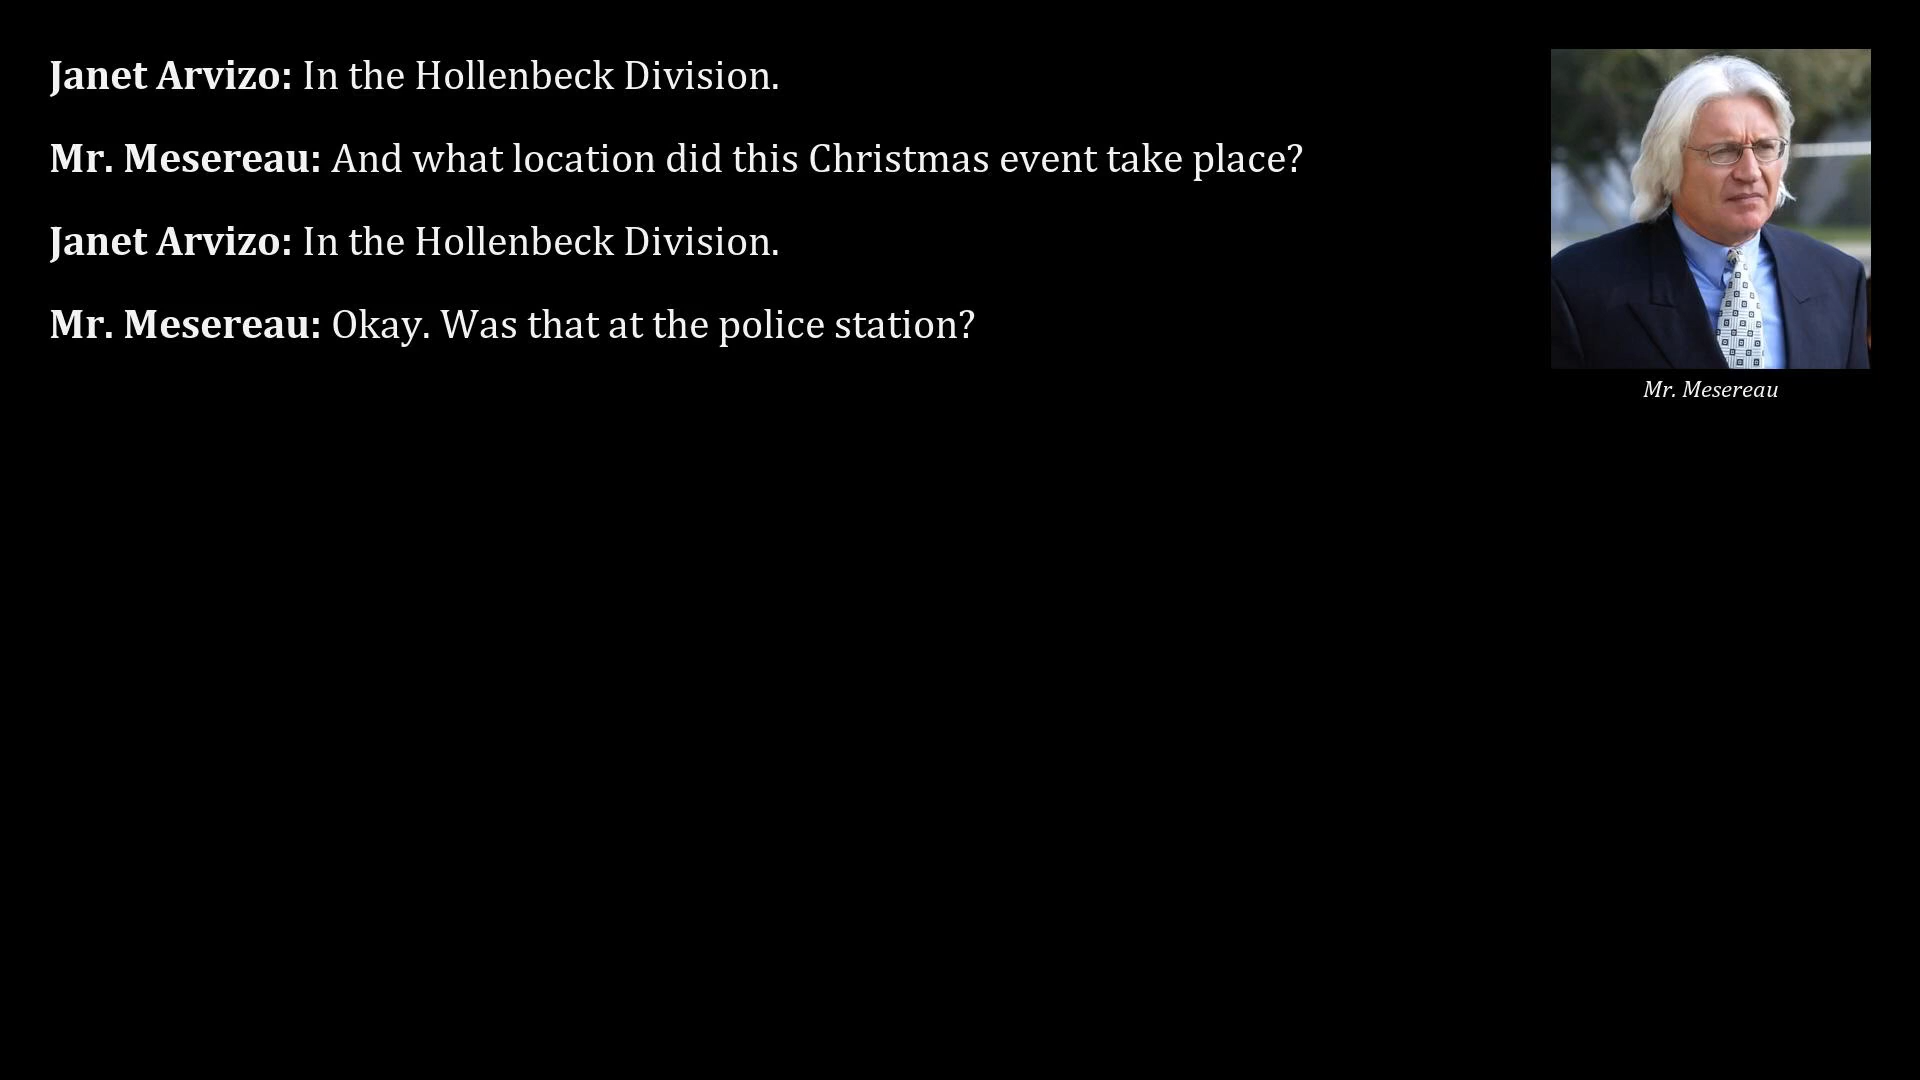 Janet Arvizo: In the Hollenbeck Division.
Mr. Mesereau: And what location did this Christmas event take place?
Janet Arvizo: In the Hollenbeck Division.
Mr. Mesereau: Okay. Was that at the police station?
Mr. Mesereau